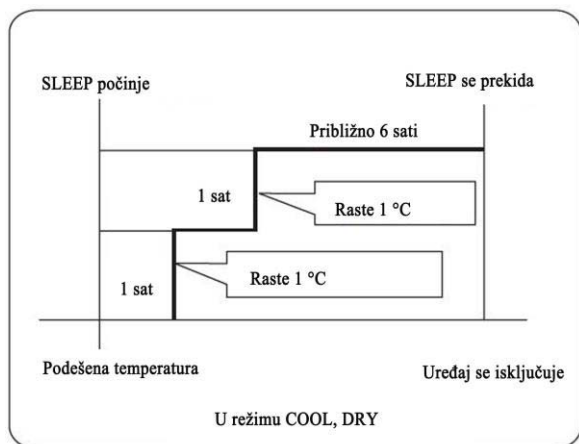 SLEEP počinje
SLEEP se prekida
Približno 6 sati
1 sat
Raste 1 °C
1 sat
Raste 1 °C
Podešena temperatura
Uređaj se isključuje
U režimu COOL, DRY